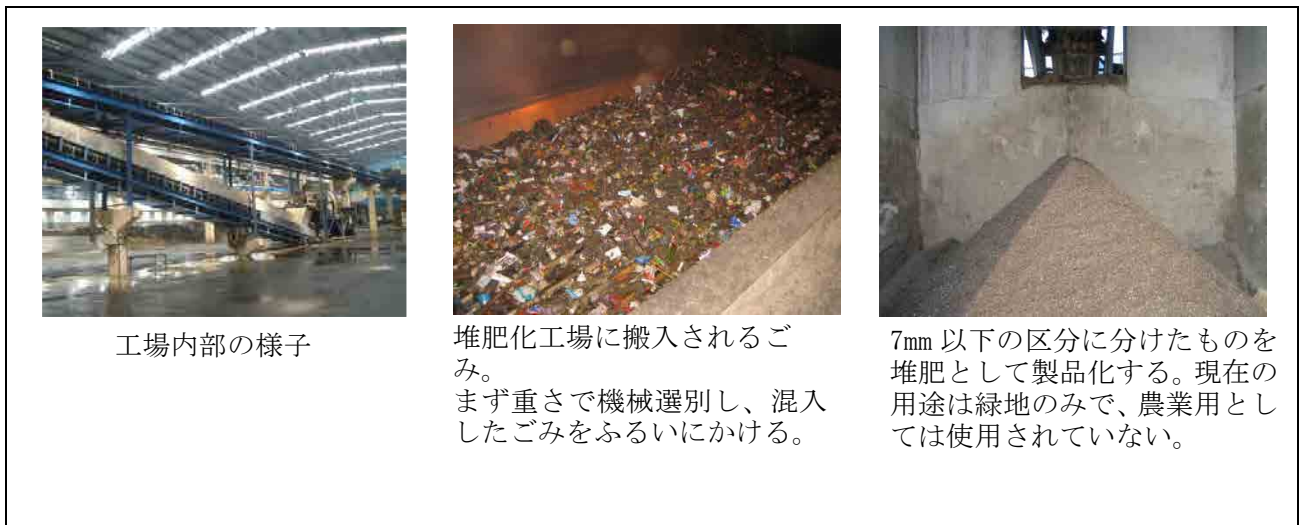 工場内部の様子
堆肥化工場に搬入されるご
み。
まず重さで機械選別し、混入
したごみをふるいにかける。
7mm 以下の区分に分けたものを
堆肥として製品化する。現在の
用途は緑地のみで、農業用とし
ては使用されていない。